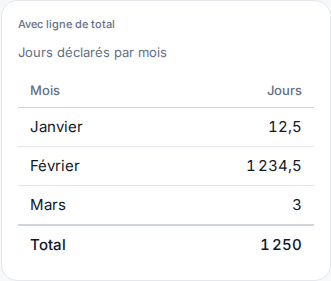 Avec ligne de total
Jours déclarés par mois
Mois Jours
Janvier 12,5
Février 1 234,5
Mars 3
Total 1 250